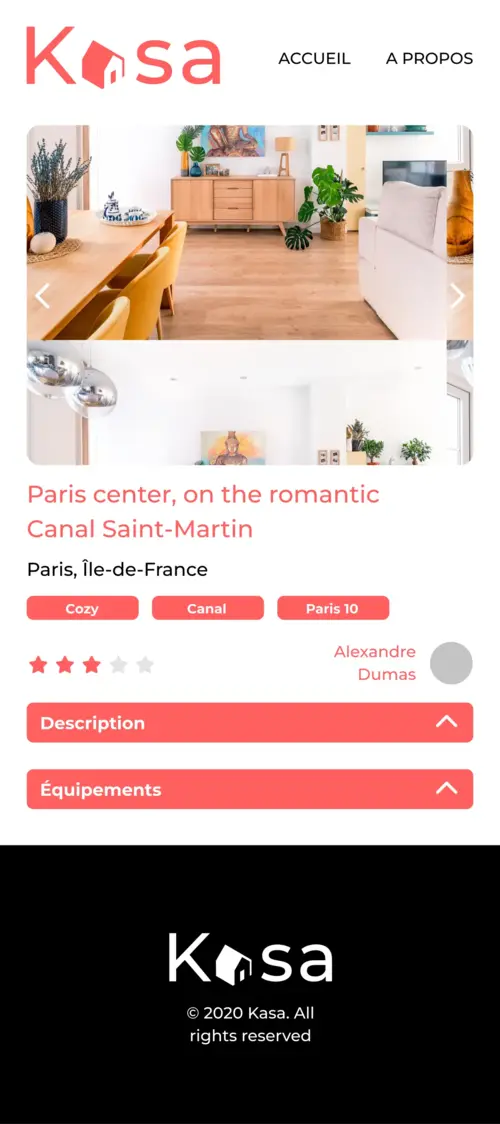 Kasa
ACCUEIL A PROPOS
Paris center, on the romantic
Canal Saint-Martin
Paris, Île-de-France
Cozy Canal Paris 10
Alexandre
Dumas
Description
Équipements
Kasa
© 2020 Kasa. All
rights reserved